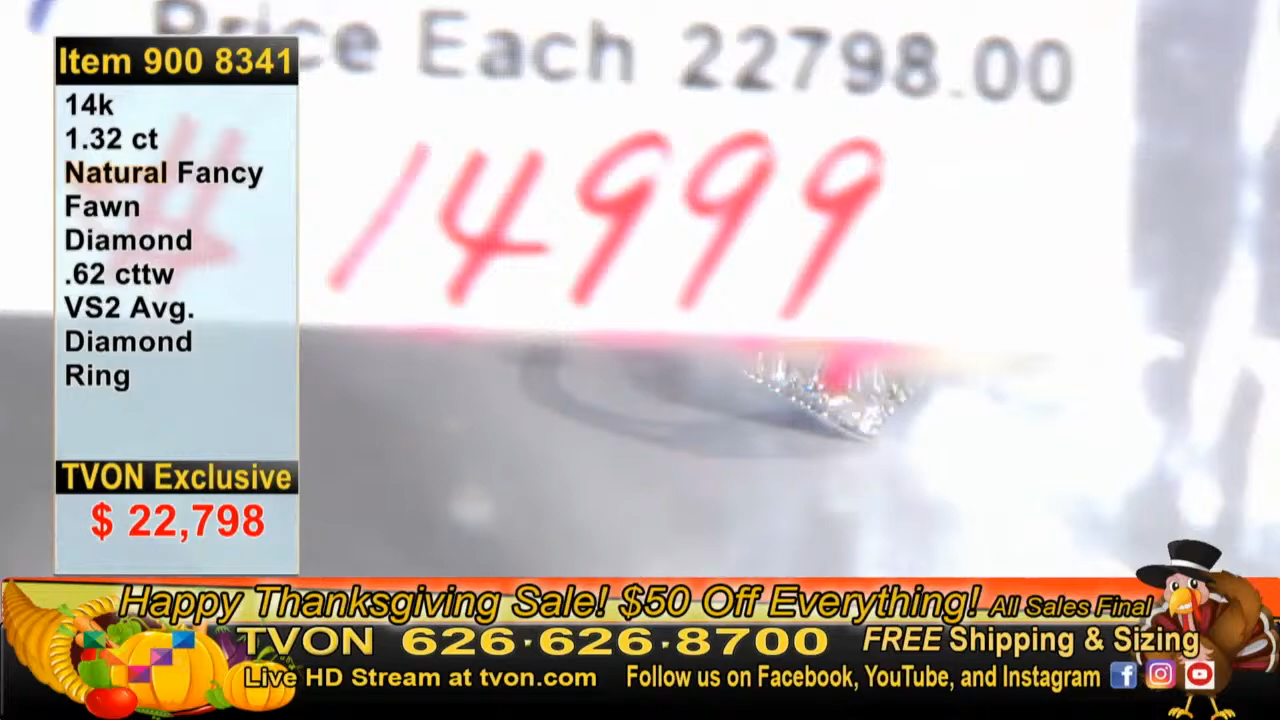 Price Each 22798.00
14999
Item 900 8341
14k
1.32 ct
Natural Fancy
Fawn
Diamond
.62 cttw
VS2 Avg.
Diamond
Ring
TVON Exclusive
$ 22,798
Happy Thanksgiving Sale! $50 Off Everything! All Sales Final
TVON 626·626·8700 FREE Shipping & Sizing
Live HD Stream at tvon.com Follow us on Facebook, YouTube, and Instagram